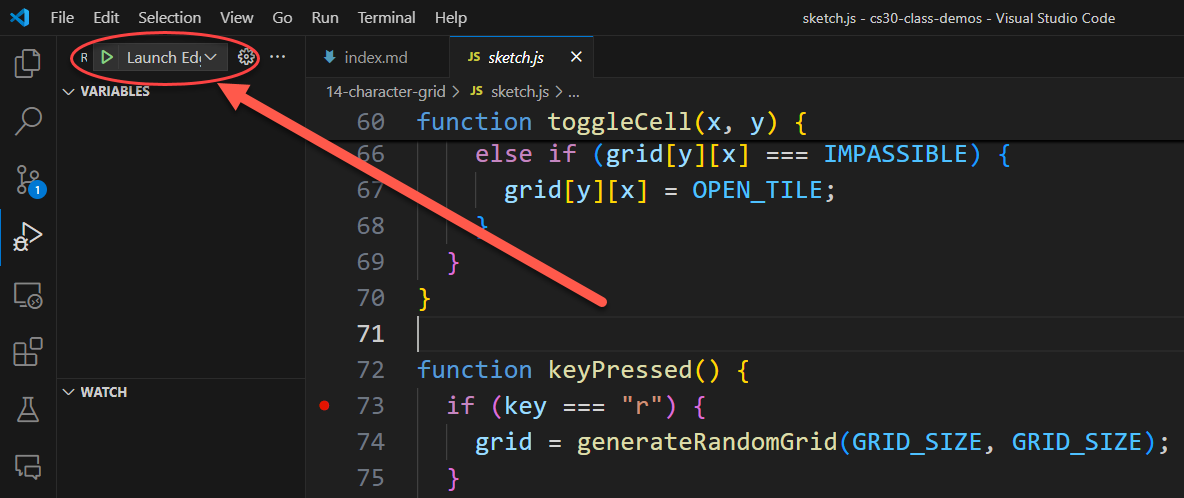 File Edit Selection View Go Run Terminal Help
sketch.js - cs30-class-demos - Visual Studio Code
R Launch Ed
index.md
JS sketch.js
VARIABLES
14-character-grid > JS sketch.js > ...
60 function toggleCell(x, y) {
66 else if (grid[y][x] === IMPASSIBLE) {
67 grid[y][x] = OPEN_TILE;
1
68 }
69 }
70 }
71
72 function keyPressed() {
WATCH
73 if (key === "r") {
74 grid = generateRandomGrid(GRID_SIZE, GRID_SIZE);
75 }